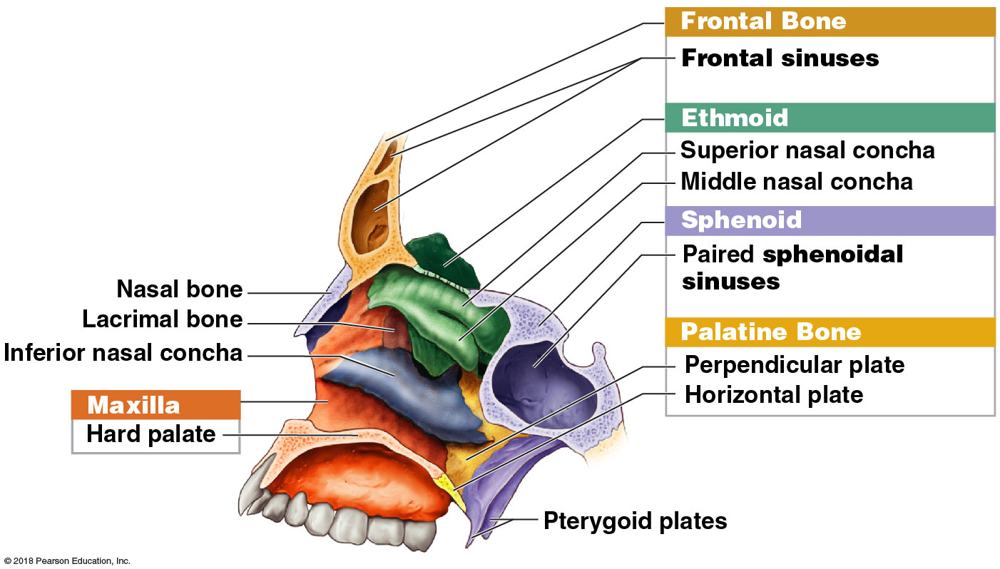 Frontal Bone
Frontal sinuses
Ethmoid
Superior nasal concha
Middle nasal concha
Sphenoid
Paired sphenoidal
sinuses
Palatine Bone
Perpendicular plate
Horizontal plate
Nasal bone
Lacrimal bone
Inferior nasal concha
Maxilla
Hard palate
Pterygoid plates
© 2018 Pearson Education, Inc.